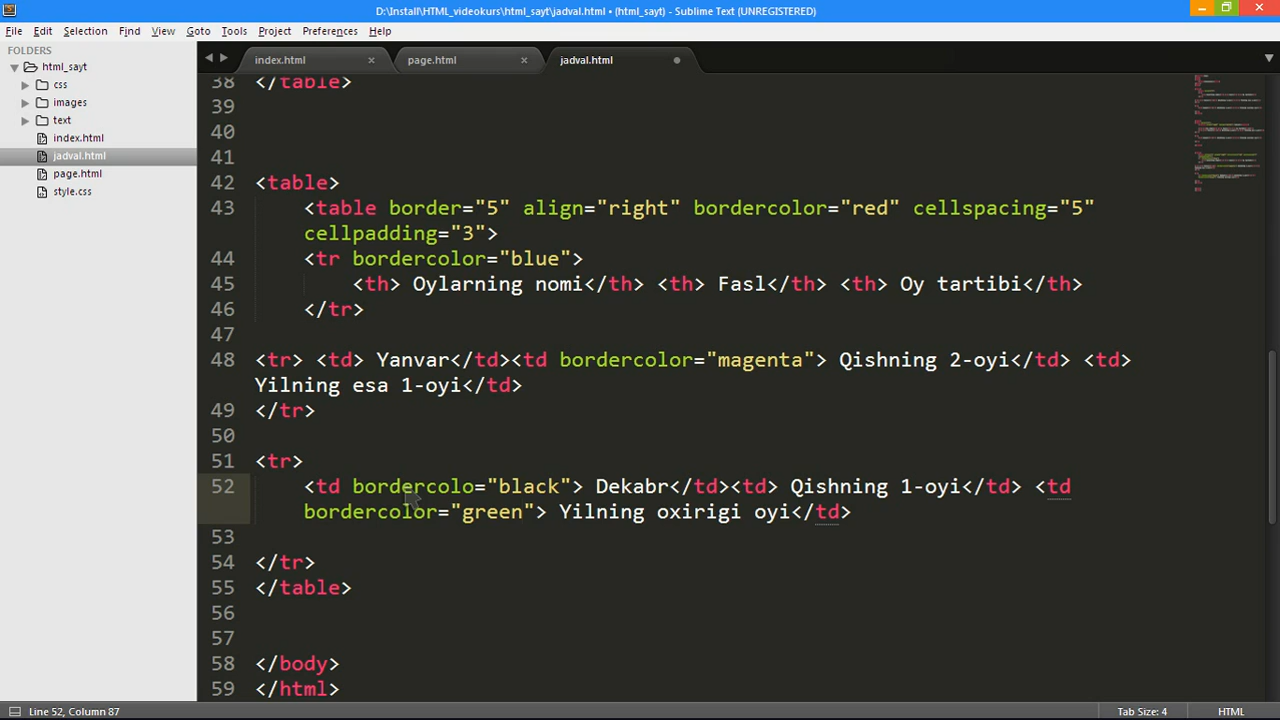 D:\Install\HTML_videokurs\html_sayt\jadval.html • (html_sayt) - Sublime Text (UNREGISTERED)
File Edit Selection Find View Goto Tools Project Preferences Help
FOLDERS
html_sayt
css
images
text
index.html
jadval.html
page.html
style.css
index.html page.html jadval.html
38 </table>
39
40
41
42 <table>
43 <table border="5" align="right" bordercolor="red" cellspacing="5"
cellpadding="3">
44 <tr bordercolor="blue">
45 <th> Oylarning nomi</th> <th> Fasl</th> <th> Oy tartibi</th>
46 </tr>
47
48 <tr> <td> Yanvar</td><td bordercolor="magenta"> Qishning 2-oyi</td> <td>
Yilning esa 1-oyi</td>
49 </tr>
50
51 <tr>
52 <td bordercolo="black"> Dekabr</td><td> Qishning 1-oyi</td> <td
bordercolor="green"> Yilning oxirigi oyi</td>
53
54 </tr>
55 </table>
56
57
58 </body>
59 </html>
Line 52, Column 87
Tab Size: 4 HTML